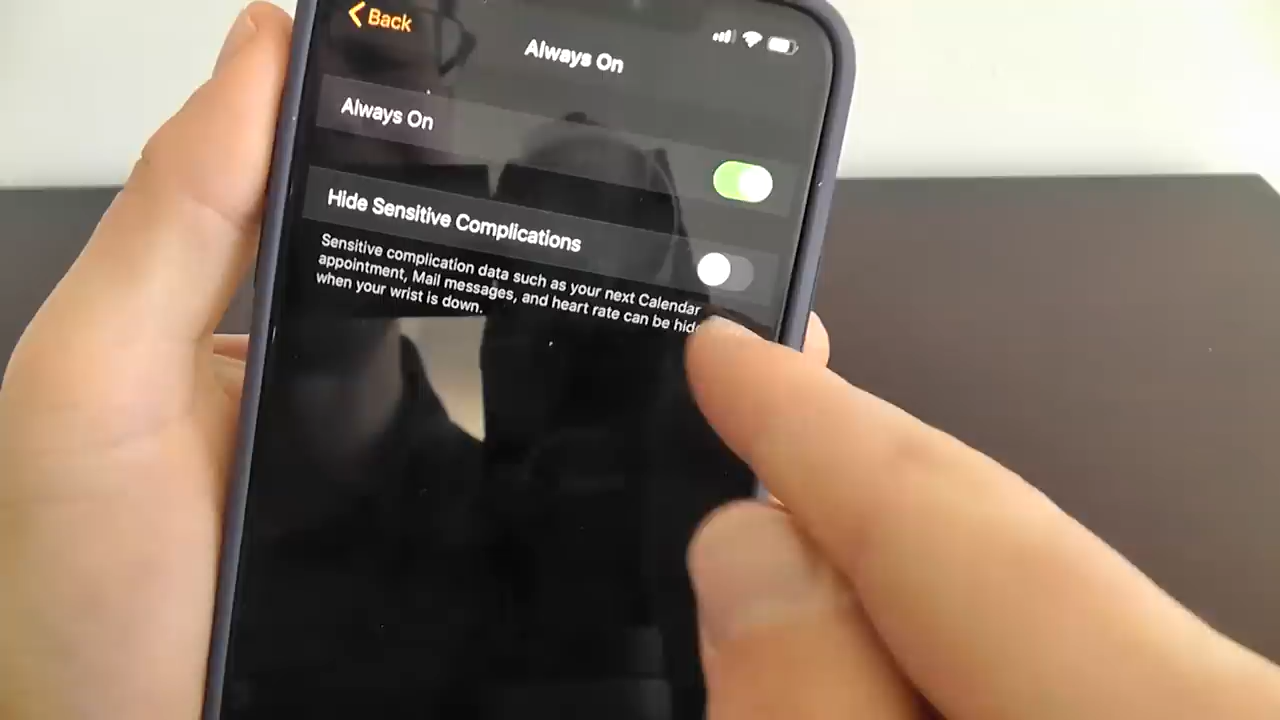 Back
Always On
Always On
Hide Sensitive Complications
Sensitive complication data such as your next Calendar
appointment, Mail messages, and heart rate can be
when your wrist is down.